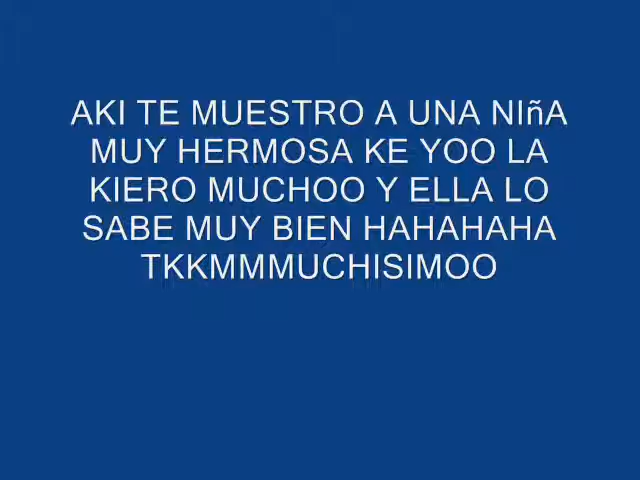 AKI TE MUESTRO A UNA NIñA
MUY HERMOSA KE YOO LA
KIERO MUCHOO Y ELLA LO
SABE MUY BIEN HAHAHAHA
TKKMMMUCHISIMOO